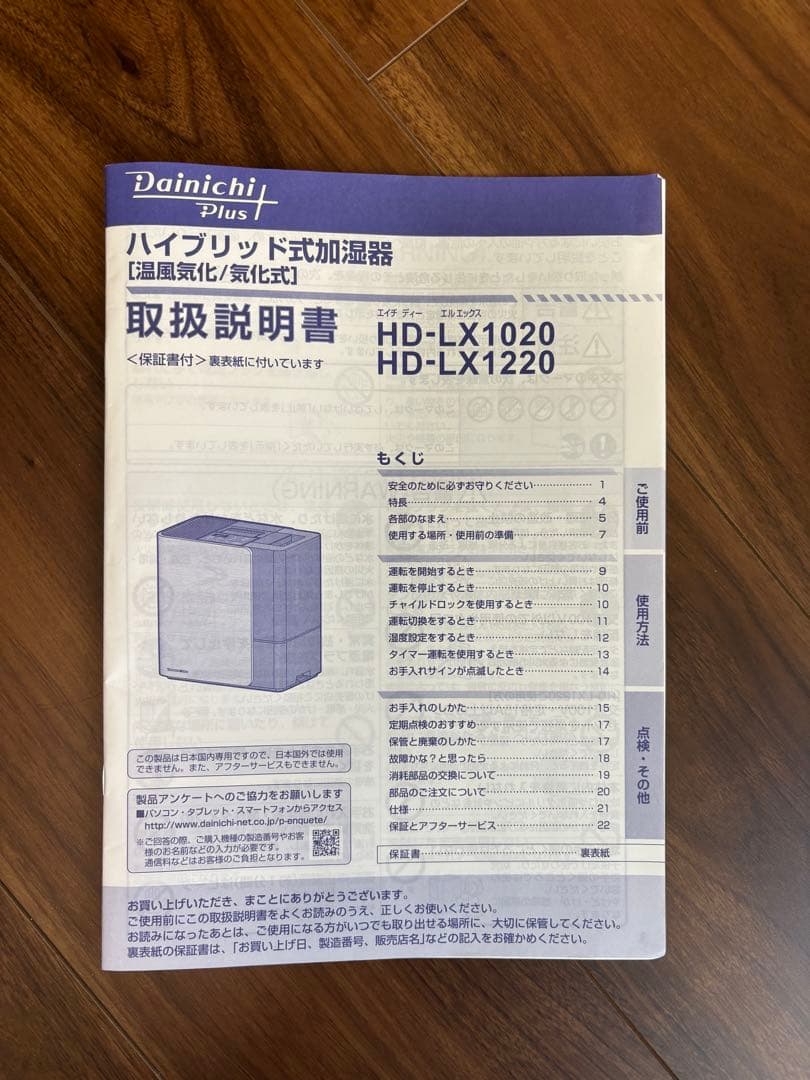 Dainichi
Plus
ハイブリッド式加湿器
[温風気化/気化式]
取扱説明書
<保証書付>裏表紙に付いています
エイチ ディー エルエックス
HD-LX1020
HD-LX1220
もくじ
安全のために必ずお守りください…………… 1
特長…………… 4
各部のなまえ…………… 5
使用する場所・使用前の準備…………… 7
ご使用前
運転を開始するとき…………… 9
運転を停止するとき…………… 10
チャイルドロックを使用するとき…………… 10
運転切換をするとき…………… 11
湿度設定をするとき…………… 12
タイマー運転を使用するとき…………… 13
お手入れサインが点滅したとき…………… 14
使用方法
お手入れのしかた…………… 15
定期点検のおすすめ…………… 17
保管と廃棄のしかた…………… 17
故障かな?と思ったら…………… 18
消耗部品の交換について…………… 19
部品のご注文について…………… 20
仕様…………… 21
保証とアフターサービス…………… 22
点検・その他
保証書…………… 裏表紙
この製品は日本国内専用ですので、日本国外では使用
できません。また、アフターサービスもできません。
製品アンケートへのご協力をお願いします
■パソコン・タブレット・スマートフォンからアクセス
http://www.dainichi-net.co.jp/p-enquete/
※ご回答の際、ご購入機種の製造番号やお客
様のお名前などの入力が必要です。
通信料などはお客様のご負担となります。
お買い上げいただき、まことにありがとうございます。
ご使用前にこの取扱説明書をよくお読みのうえ、正しくお使いください。
お読みになったあとは、ご使用になる方がいつでも取り出せる場所に、大切に保管してください。
裏表紙の保証書は、「お買い上げ日、製造番号、販売店名」などの記入をお確かめください。